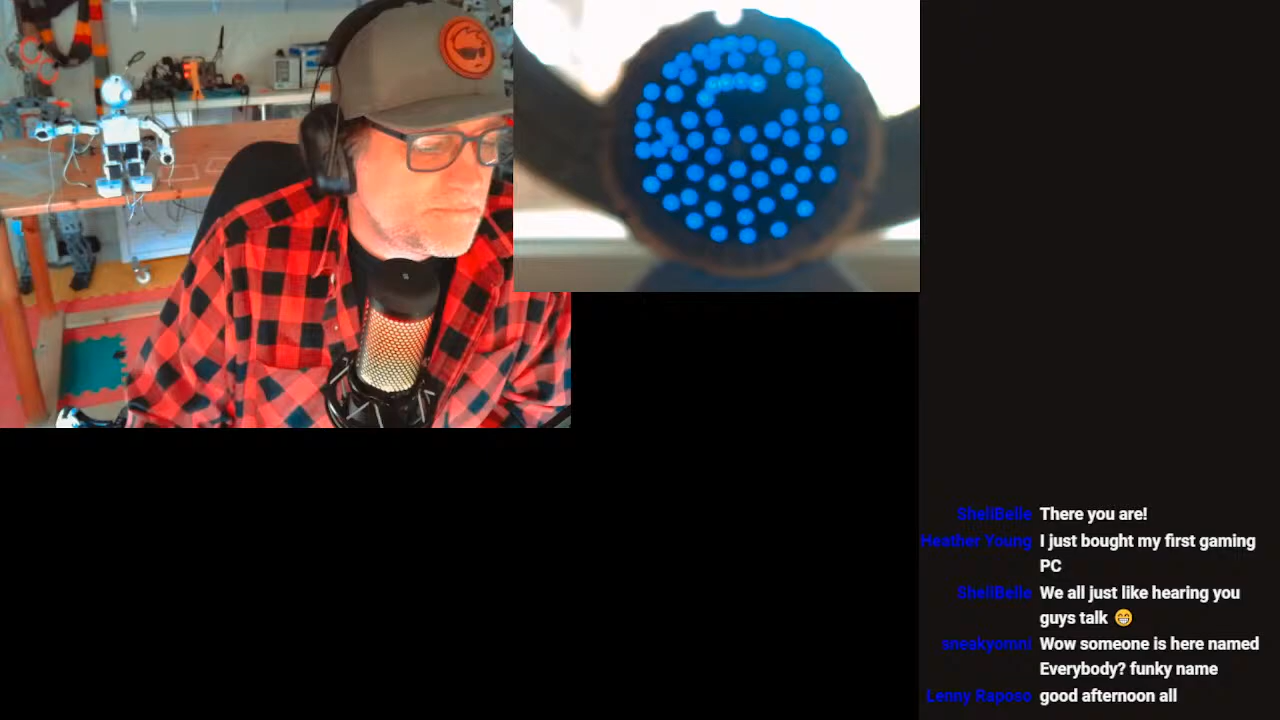 SheliBelle There you are!
Heather Young I just bought my first gaming
PC
SheliBelle We all just like hearing you
guys talk 😁
sneakyomni Wow someone is here named
Everybody? funky name
Lenny Raposo good afternoon all